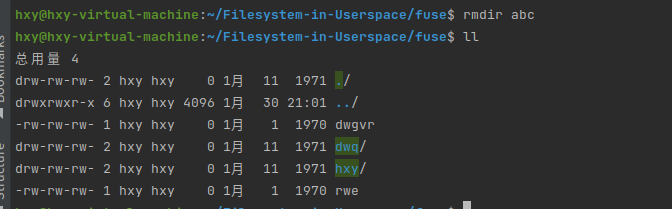 hxy@hxy-virtual-machine:~/Filesystem-in-Userspace/fuse$ rmdir abc
hxy@hxy-virtual-machine:~/Filesystem-in-Userspace/fuse$ ll
总用量 4
drw-rw-rw- 2 hxy hxy    0 1月   11  1971 ./
drwxrwxr-x 6 hxy hxy 4096 1月   30 21:01 ../
-rw-rw-rw- 1 hxy hxy    0 1月    1  1970 dwgvr
drw-rw-rw- 2 hxy hxy    0 1月   11  1971 dwq/
drw-rw-rw- 2 hxy hxy    0 1月   11  1971 hxy/
-rw-rw-rw- 1 hxy hxy    0 1月    1  1970 rwe